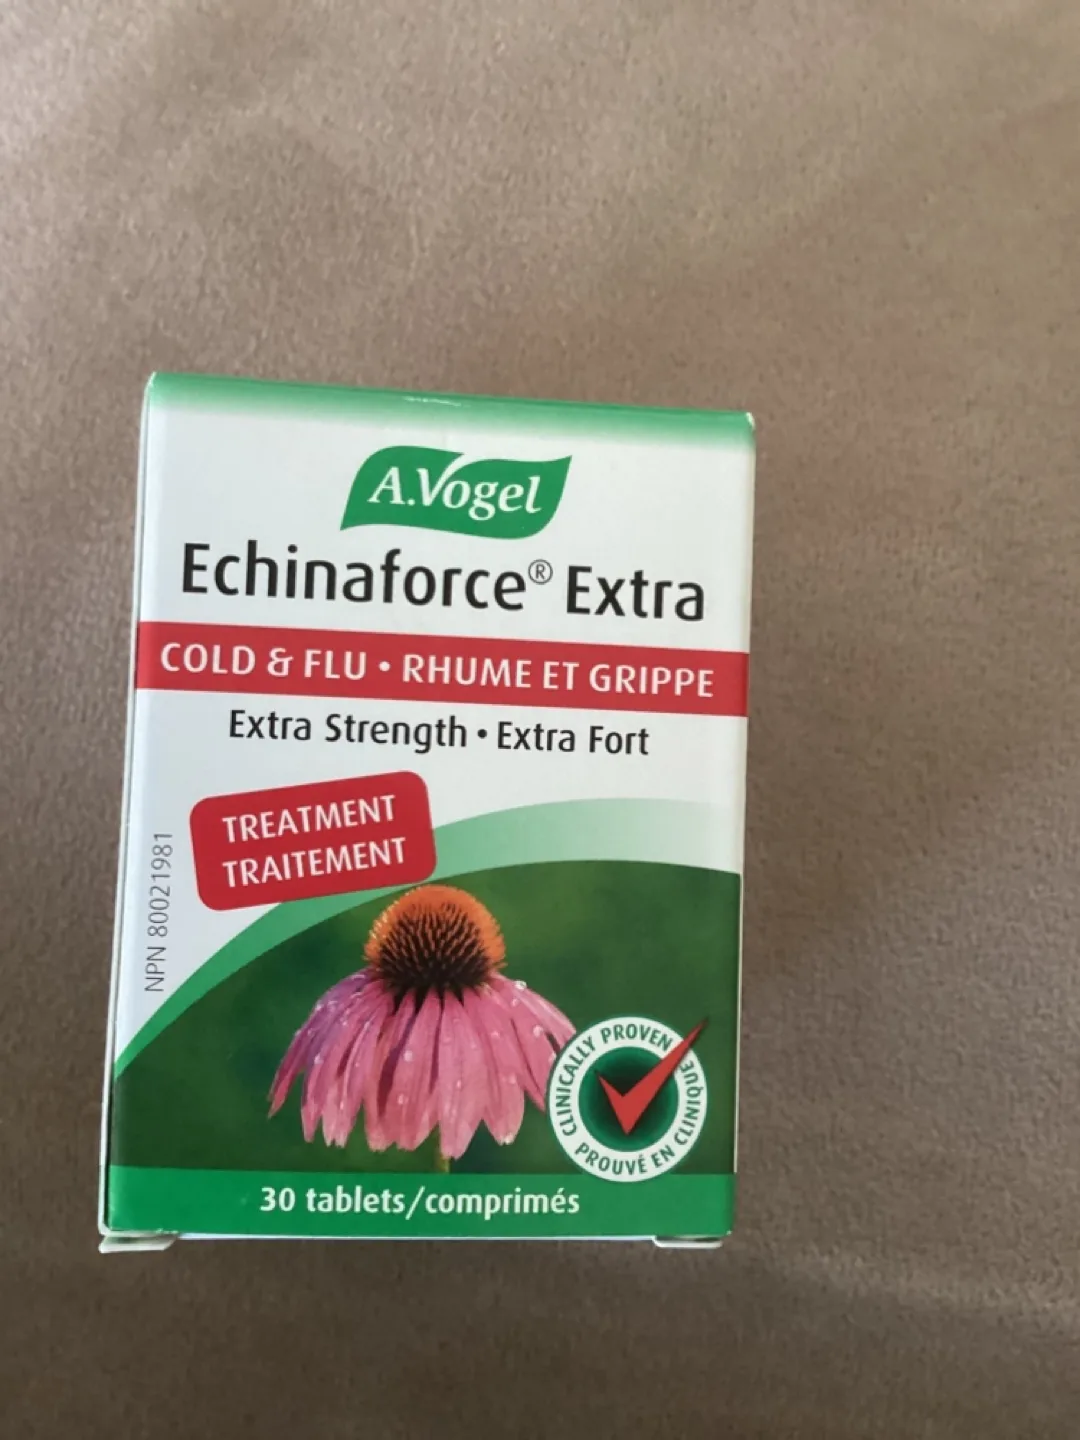 A.Vogel
Echinaforce® Extra
COLD & FLU • RHUME ET GRIPPE
Extra Strength • Extra Fort
TREATMENT
TRAITEMENT
NPN 80021981
CLINICALLY PROVEN
PROUVÉ EN CLINIQUE
30 tablets/comprimés